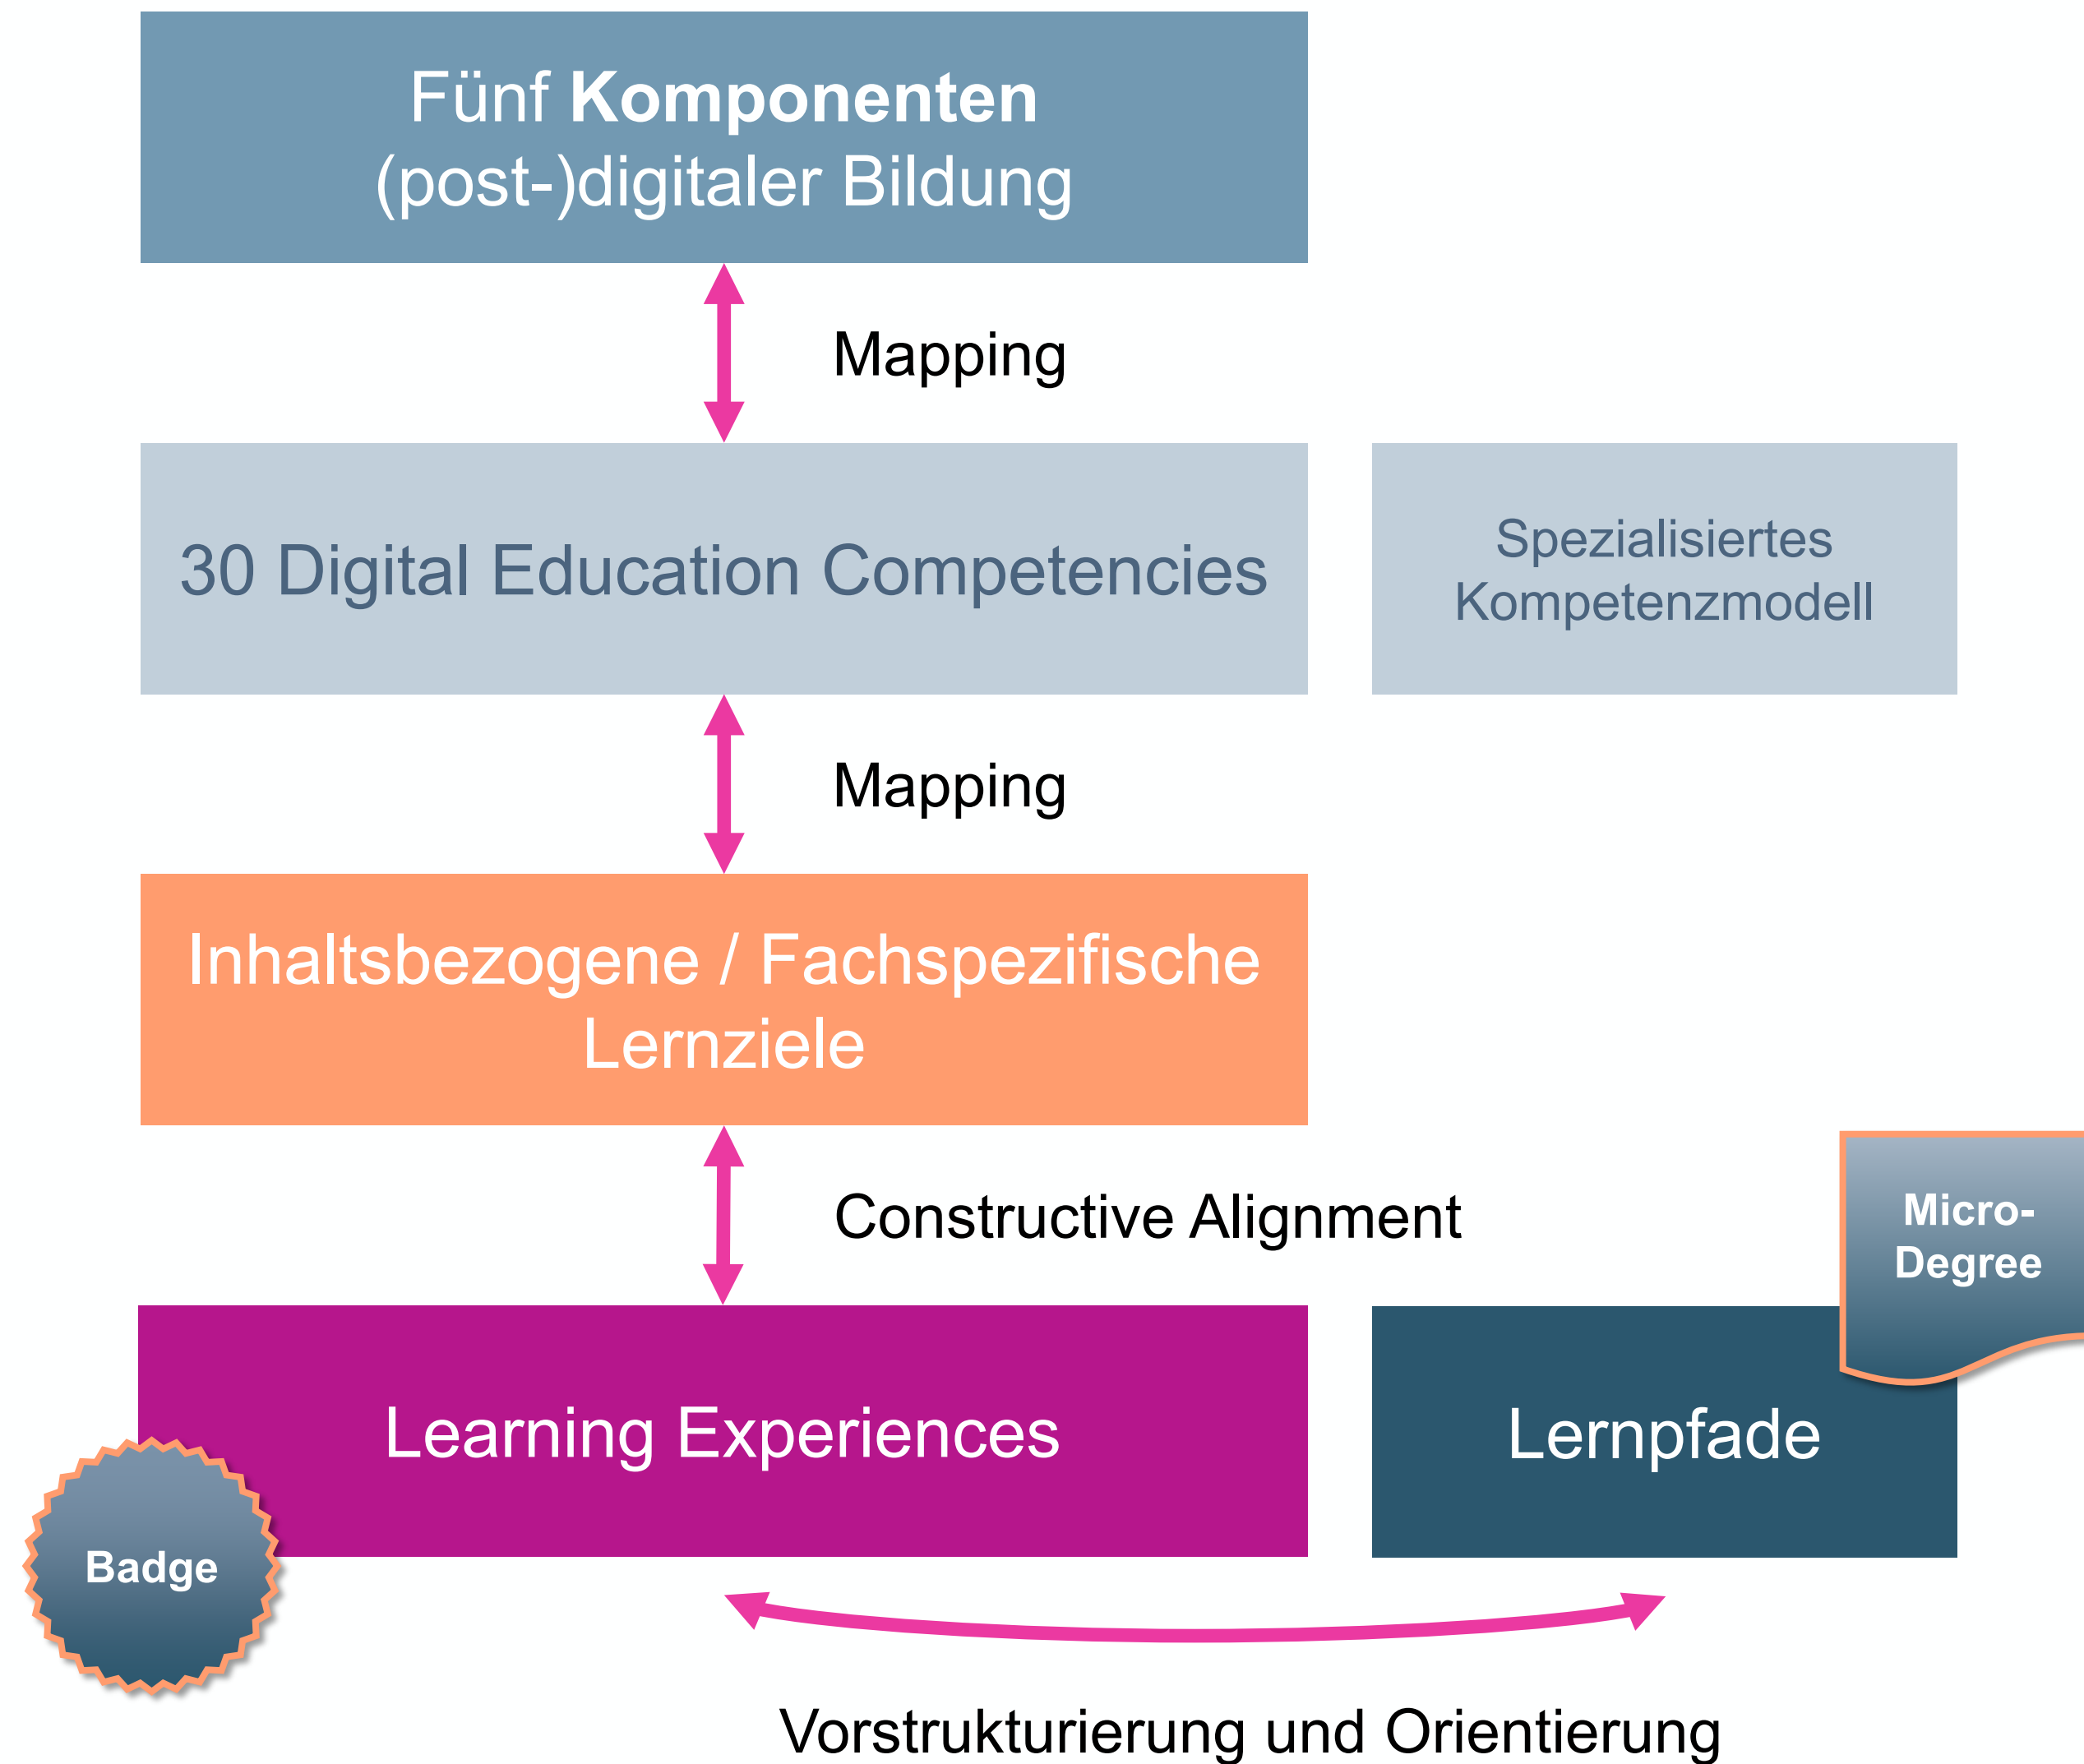 Fünf Komponenten
(post-)digitaler Bildung
Mapping
30 Digital Education Competencies
Spezialisiertes
Kompetenzmodell
Mapping
Inhaltsbezogene / Fachspezifische
Lernziele
Constructive Alignment
Micro-
Degree
Learning Experiences
Lernpfade
Badge
Vorstrukturierung und Orientierung